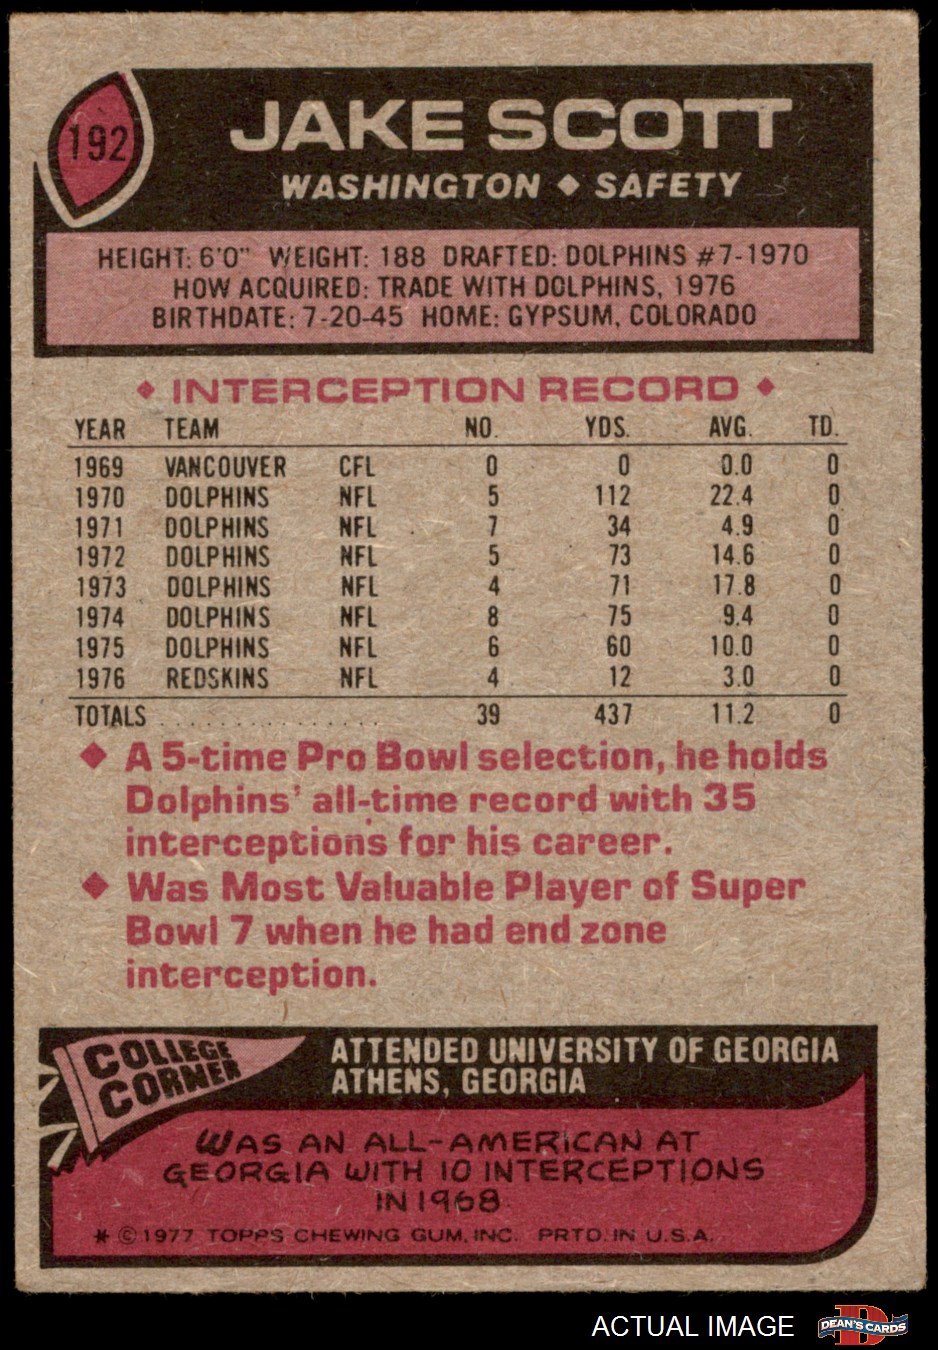 192
JAKE SCOTT
WASHINGTON ◆ SAFETY
HEIGHT: 6'0" WEIGHT: 188 DRAFTED: DOLPHINS #7-1970
HOW ACQUIRED: TRADE WITH DOLPHINS, 1976
BIRTHDATE: 7-20-45 HOME: GYPSUM, COLORADO
◆ INTERCEPTION RECORD ◆
YEAR TEAM NO. YDS. AVG. TD.
1969 VANCOUVER CFL 0 0 0.0 0
1970 DOLPHINS NFL 5 112 22.4 0
1971 DOLPHINS NFL 7 34 4.9 0
1972 DOLPHINS NFL 5 73 14.6 0
1973 DOLPHINS NFL 4 71 17.8 0
1974 DOLPHINS NFL 8 75 9.4 0
1975 DOLPHINS NFL 6 60 10.0 0
1976 REDSKINS NFL 4 12 3.0 0
TOTALS . . . . . . . . . . . . . . . 39 437 11.2 0
◆ A 5-time Pro Bowl selection, he holds
Dolphins' all-time record with 35
interceptions for his career.
◆ Was Most Valuable Player of Super
Bowl 7 when he had end zone
interception.
COLLEGE
CORNER
ATTENDED UNIVERSITY OF GEORGIA
ATHENS, GEORGIA
WAS AN ALL-AMERICAN AT
GEORGIA WITH 10 INTERCEPTIONS
IN 1968
* © 1977 TOPPS CHEWING GUM, INC. PRTD. IN U.S.A.
ACTUAL IMAGE
DEAN'S CARDS